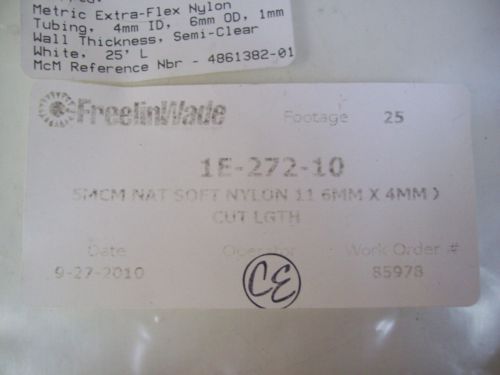 Metric Extra-Flex Nylon
Tubing, 4mm ID, 6mm OD, 1mm
Wall Thickness, Semi-Clear
White, 25' L
McM Reference Nbr - 4861382-01
FreelinWade Footage 25
1E-272-10
5MCM NAT SOFT NYLON 11 6MM X 4MM )
CUT LGTH
Date Operator Work Order #
9-27-2010 CE 85978